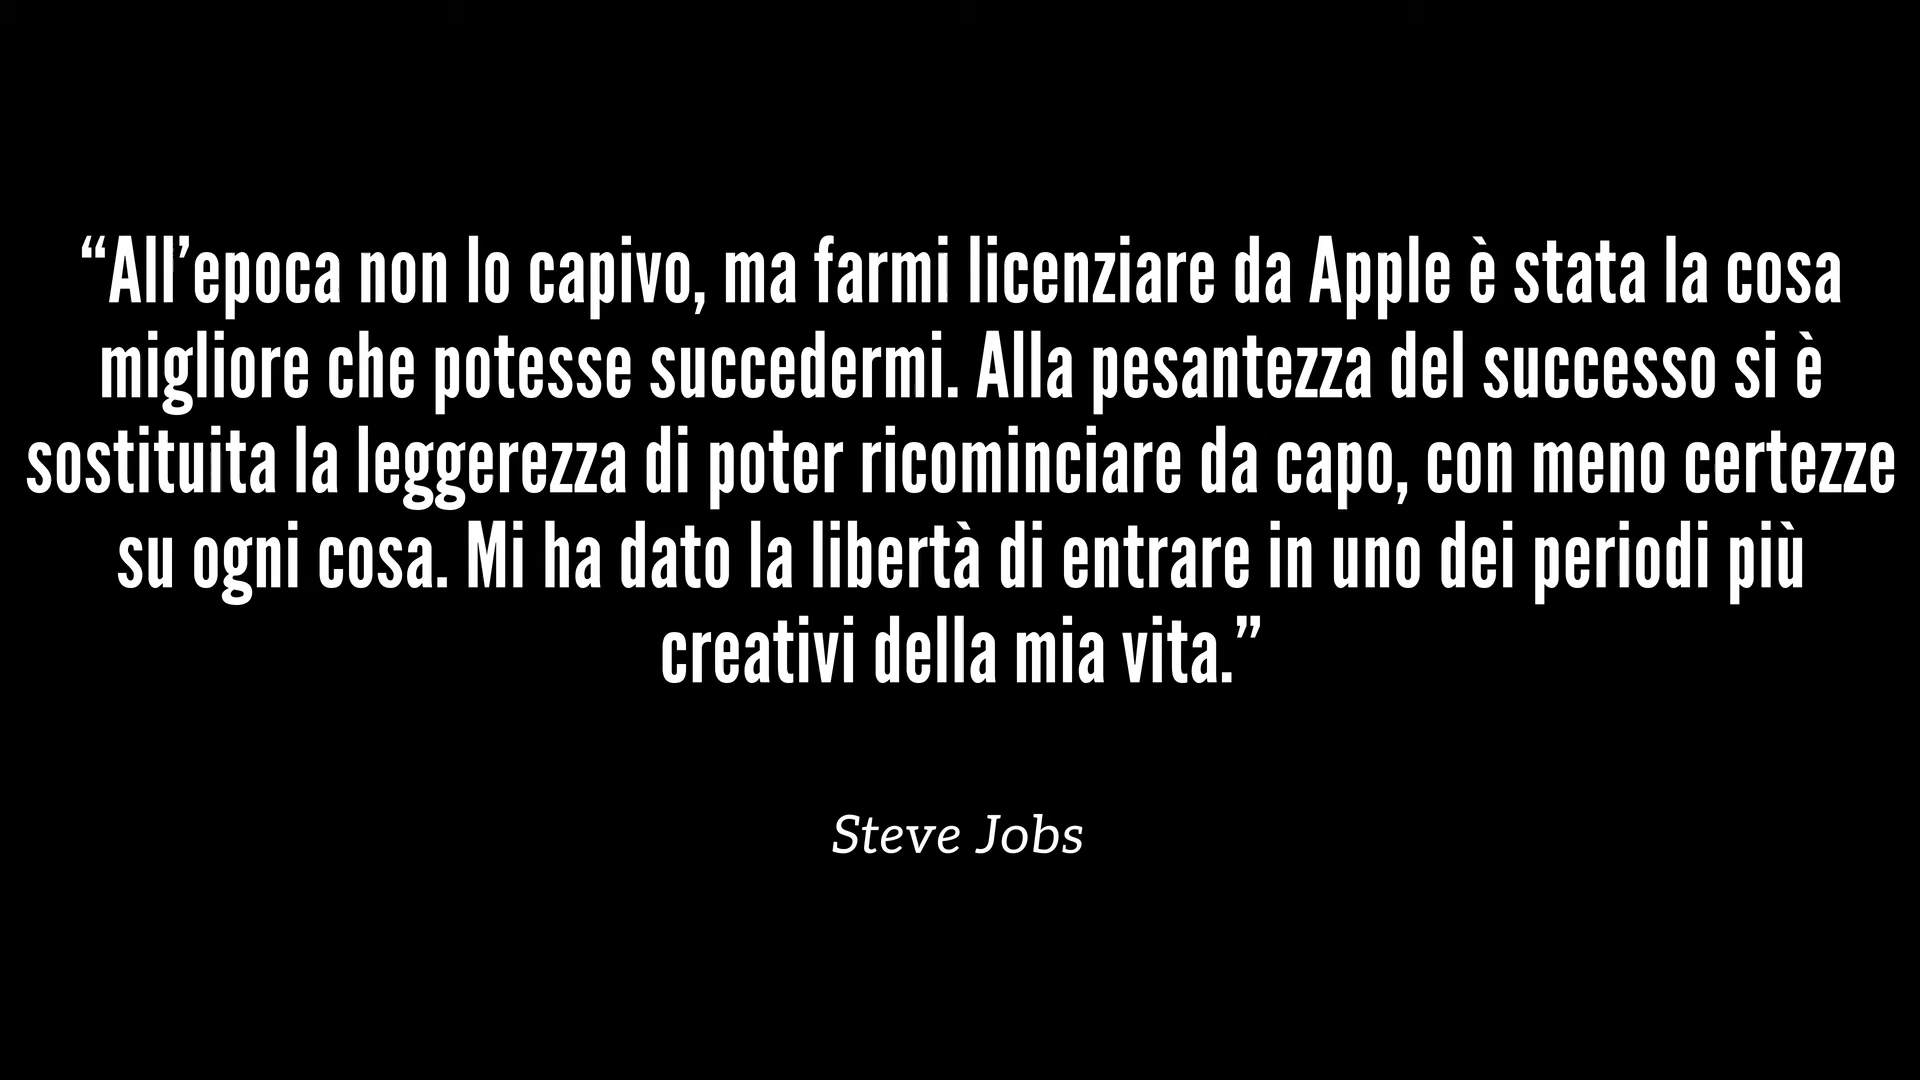 “All’epoca non lo capivo, ma farmi licenziare da Apple è stata la cosa
migliore che potesse succedermi. Alla pesantezza del successo si è
sostituita la leggerezza di poter ricominciare da capo, con meno certezze
su ogni cosa. Mi ha dato la libertà di entrare in uno dei periodi più
creativi della mia vita.”
Steve Jobs